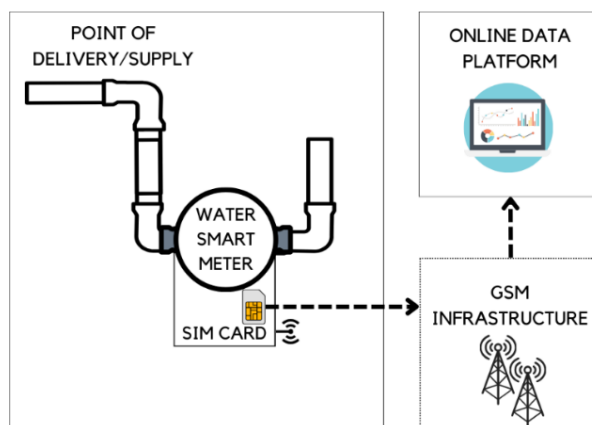 POINT OF
DELIVERY/SUPPLY
WATER
SMART
METER
SIM CARD
ONLINE DATA
PLATFORM
GSM
INFRASTRUCTURE